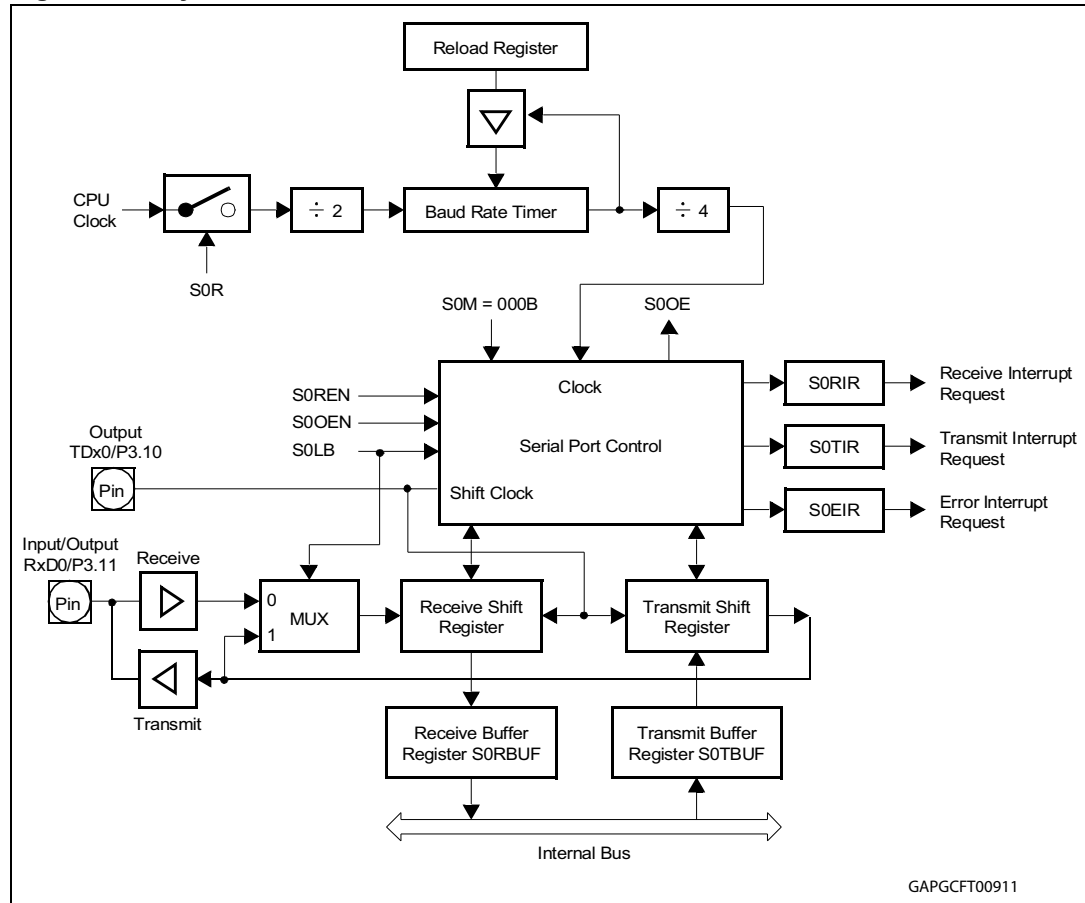 Reload Register
CPU
Clock
÷ 2
Baud Rate Timer
÷ 4
S0R
S0M = 000B
S0OE
Clock
S0REN
S0OEN
S0LB
Serial Port Control
Shift Clock
S0RIR
Receive Interrupt
Request
S0TIR
Transmit Interrupt
Request
S0EIR
Error Interrupt
Request
Output
TDx0/P3.10
Pin
Input/Output
RxD0/P3.11
Pin
Receive
0
MUX
1
Receive Shift
Register
Transmit Shift
Register
Transmit
Receive Buffer
Register S0RBUF
Transmit Buffer
Register S0TBUF
Internal Bus
GAPGCFT00911